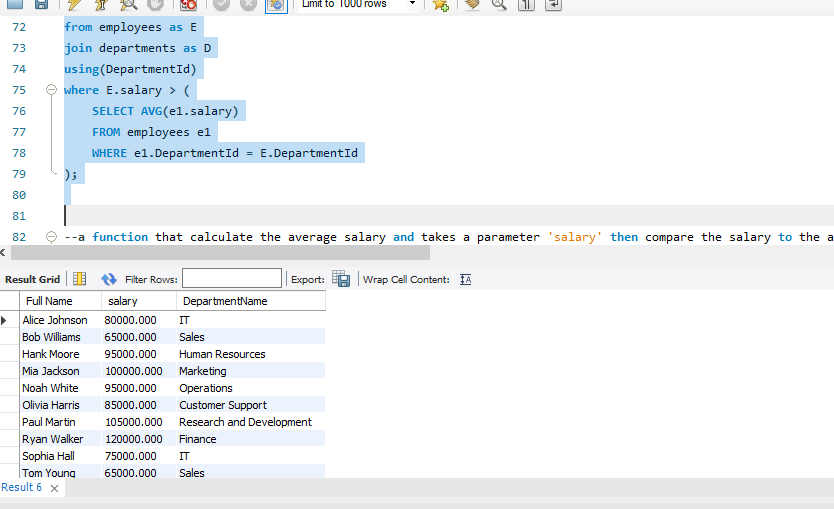 Limit to 1000 rows
72 from employees as E
73 join departments as D
74 using(DepartmentId)
75 where E.salary > (
76 SELECT AVG(e1.salary)
77 FROM employees e1
78 WHERE e1.DepartmentId = E.DepartmentId
79 );
80
81
82 --a function that calculate the average salary and takes a parameter 'salary' then compare the salary to the a
Result Grid Filter Rows: Export: Wrap Cell Content:
Full Name salary DepartmentName
Alice Johnson 80000.000 IT
Bob Williams 65000.000 Sales
Hank Moore 95000.000 Human Resources
Mia Jackson 100000.000 Marketing
Noah White 95000.000 Operations
Olivia Harris 85000.000 Customer Support
Paul Martin 105000.000 Research and Development
Ryan Walker 120000.000 Finance
Sophia Hall 75000.000 IT
Tom Young 65000.000 Sales
Result 6